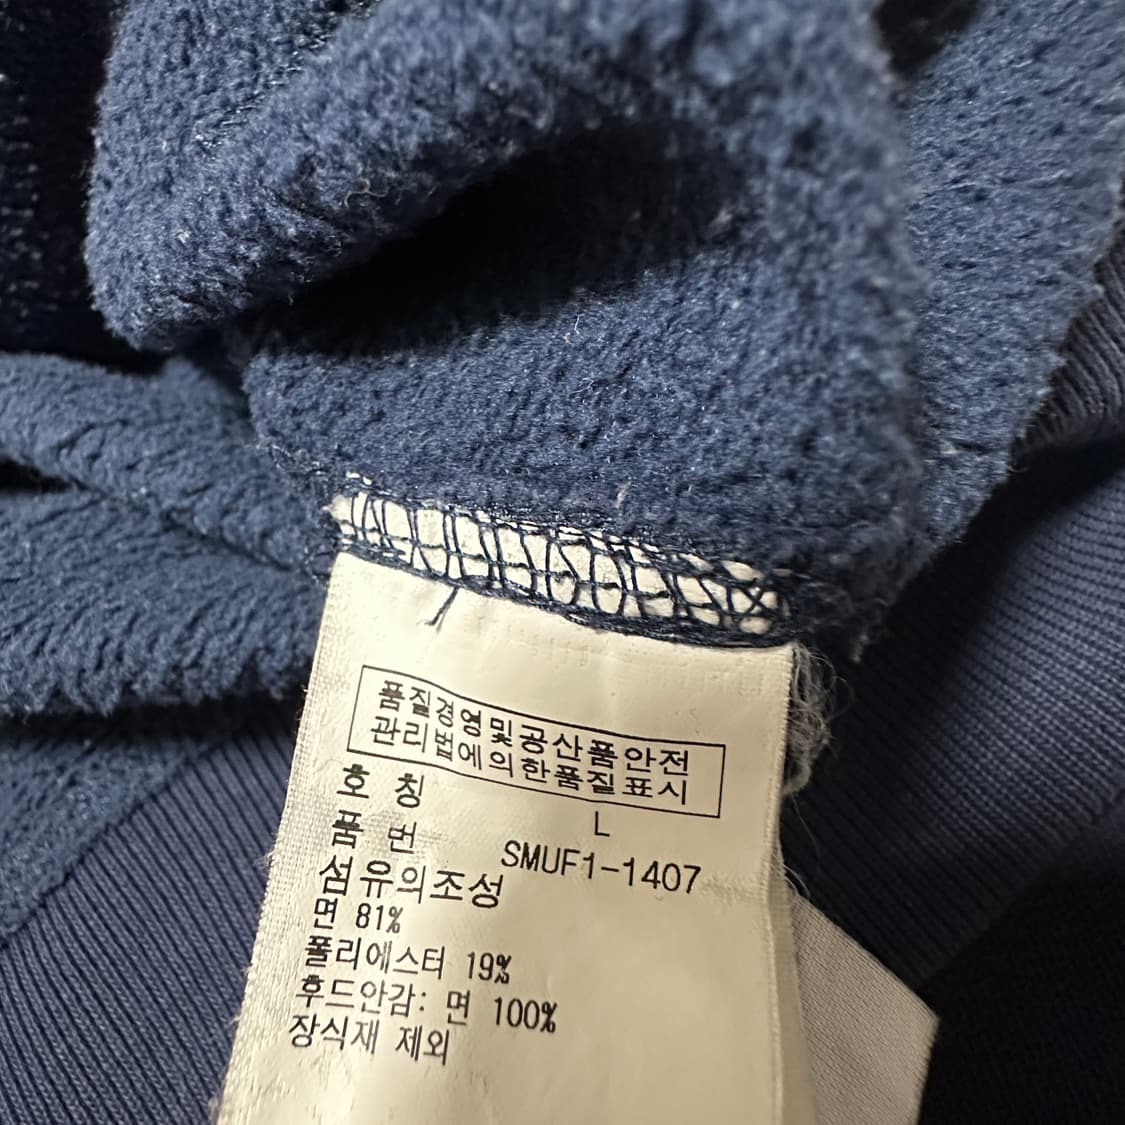 품질경영및공산품안전
관리법에의한품질표시
호 칭 L
품 번 SMUF1-1407
섬유의조성
면 81%
폴리에스터 19%
후드안감: 면 100%
장식재 제외